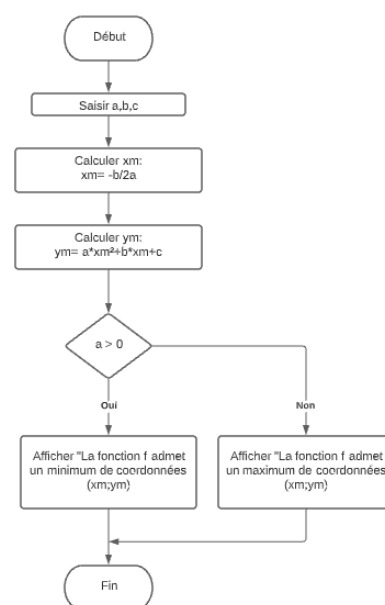 Début
Saisir a,b,c
Calculer xm:
xm= -b/2a
Calculer ym:
ym= a*xm²+b*xm+c
a > 0
Oui
Non
Afficher "La fonction f admet
un minimum de coordonnées
(xm;ym)
Afficher "La fonction f admet
un maximum de coordonnées
(xm;ym)
Fin